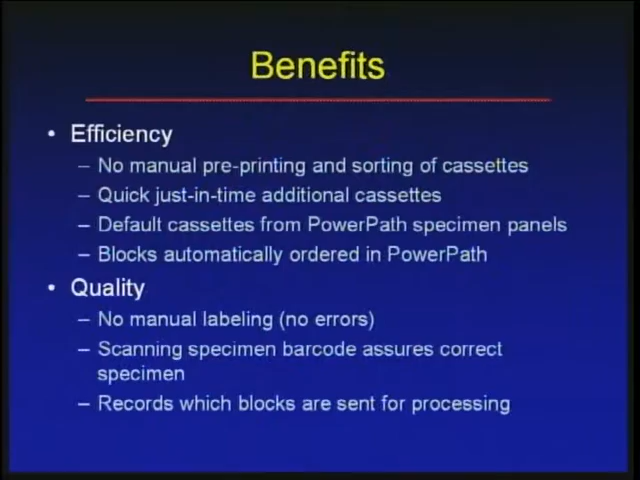 Benefits
• Efficiency
– No manual pre-printing and sorting of cassettes
– Quick just-in-time additional cassettes
– Default cassettes from PowerPath specimen panels
– Blocks automatically ordered in PowerPath
• Quality
– No manual labeling (no errors)
– Scanning specimen barcode assures correct
specimen
– Records which blocks are sent for processing